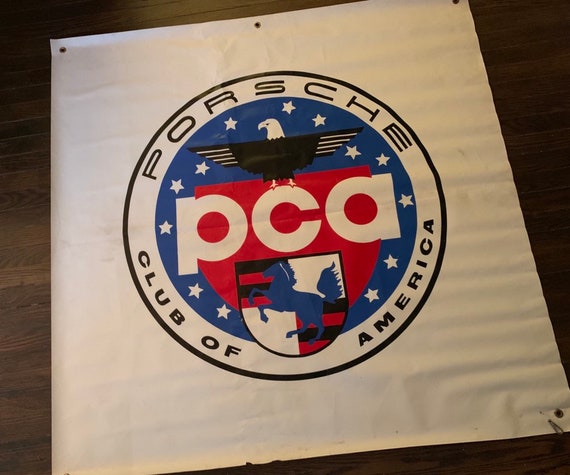 PORSCHE
pca
CLUB OF AMERICA